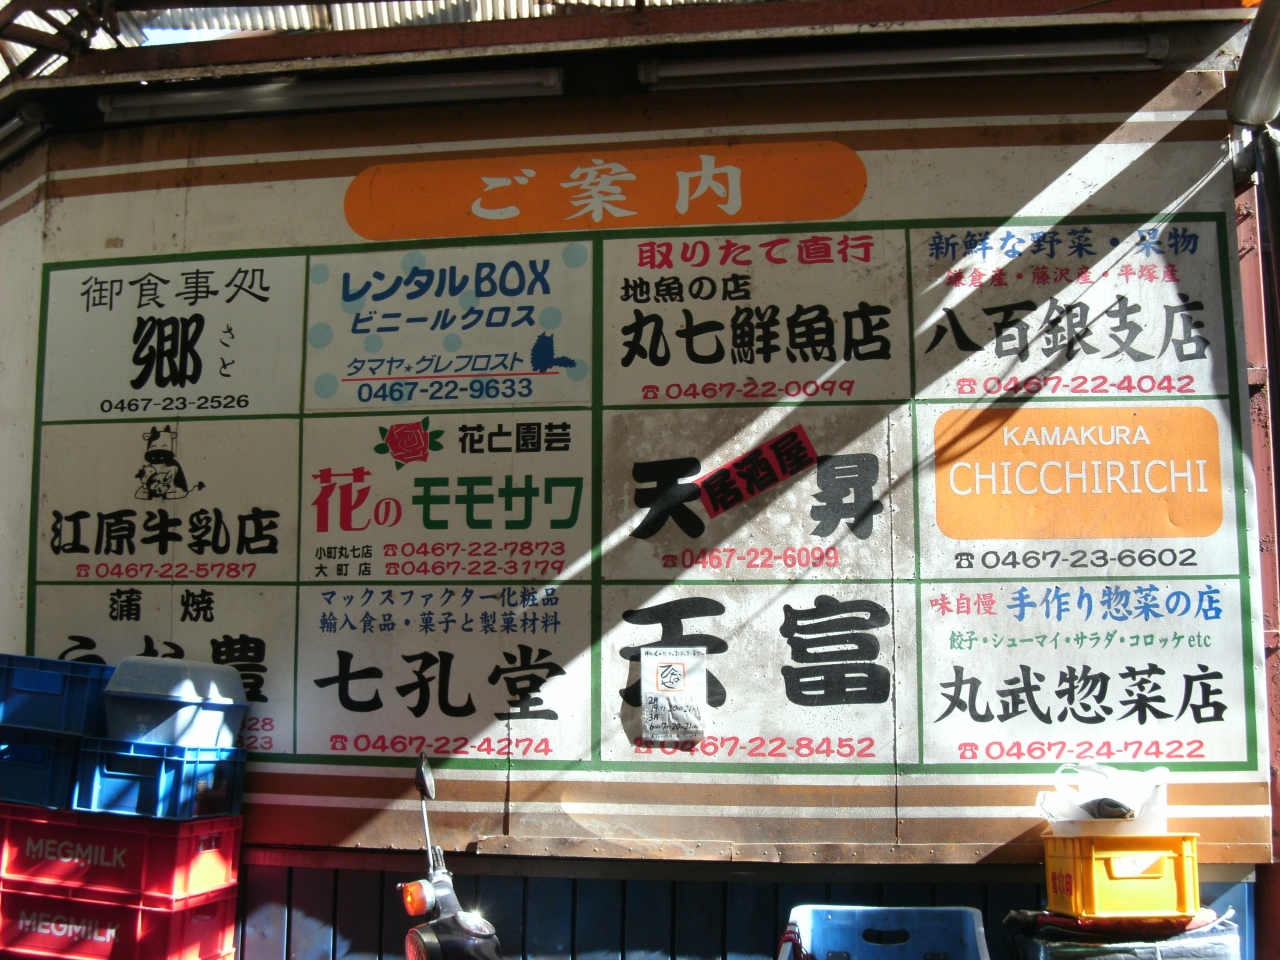 ご案内
御食事処
郷
さと
0467-23-2526
レンタルBOX
ビニールクロス
タマヤ★グレフロスト
0467-22-9633
取りたて直行
地魚の店
丸七鮮魚店
☎0467-22-0099
新鮮な野菜・果物
鎌倉産・藤沢産・平塚産
八百銀支店
☎0467-22-4042
江原牛乳店
☎0467-22-5787
花と園芸
花のモモサワ
小町丸七店 ☎0467-22-7873
大町店 ☎0467-22-3179
天昇
居酒屋
☎0467-22-6099
KAMAKURA
CHICCHIRICHI
☎0467-23-6602
蒲焼
豊
28
23
マックスファクター化粧品
輸入食品・菓子と製菓材料
七孔堂
☎0467-22-4274
富
☎0467-22-8452
味自慢 手作り惣菜の店
餃子・シューマイ・サラダ・コロッケetc
丸武惣菜店
☎0467-24-7422
MEGMILK
MEGMILK